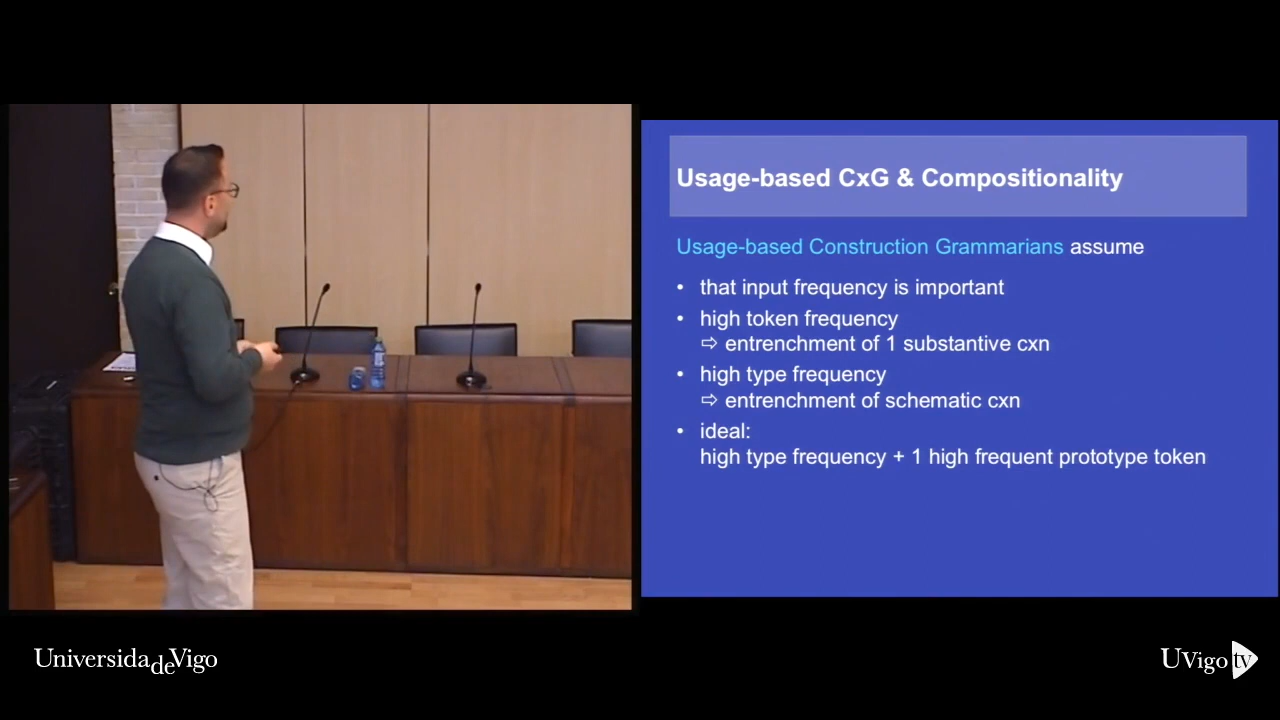 Usage-based CxG & Compositionality
Usage-based Construction Grammarians assume
• that input frequency is important
• high token frequency
⇨ entrenchment of 1 substantive cxn
• high type frequency
⇨ entrenchment of schematic cxn
• ideal:
high type frequency + 1 high frequent prototype token
UniversidadeVigo
UVigo tv